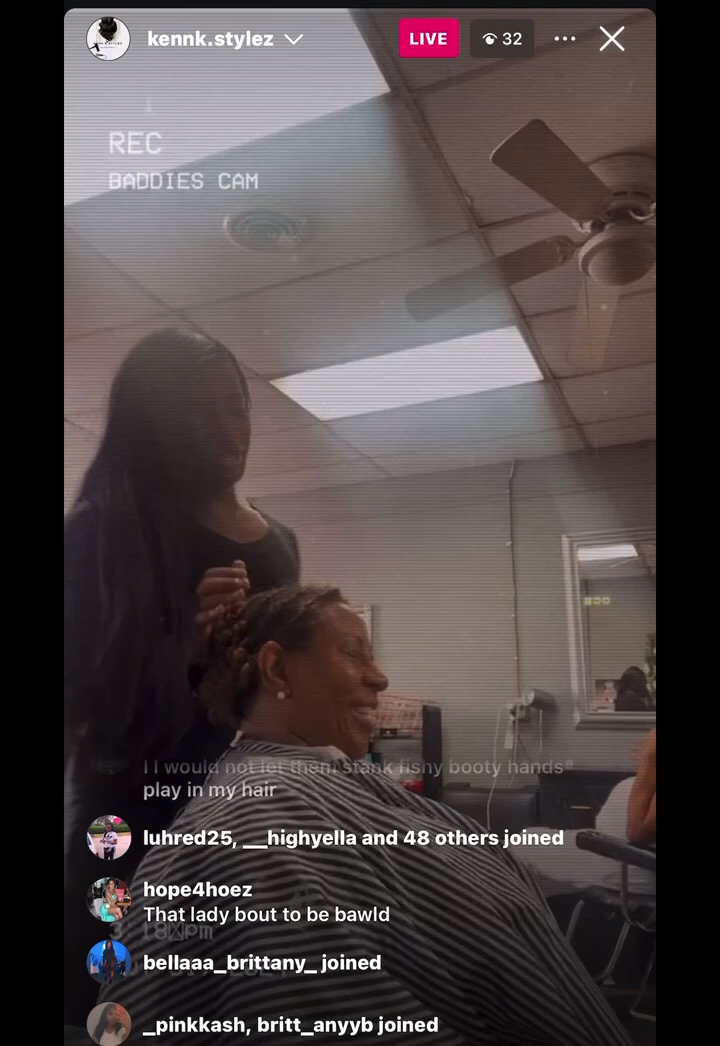 kennk.stylez
LIVE
32
REC
BADDIES CAM
I I would not let them stank fishy booty hands
play in my hair
luhred25, __highyella and 48 others joined
hope4hoez
That lady bout to be bawld
bellaaa_brittany_ joined
_pinkkash, britt_anyyb joined